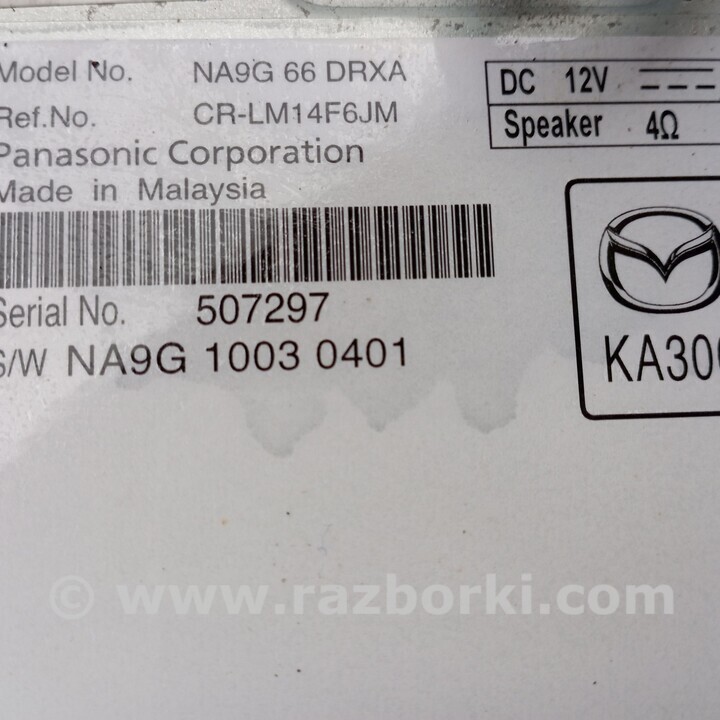 Model No. NA9G 66 DRXA
Ref.No. CR-LM14F6JM
Panasonic Corporation
Made in Malaysia
Serial No. 507297
S/W NA9G 1003 0401
DC 12V
Speaker 4Ω
KA30
© www.razborki.com